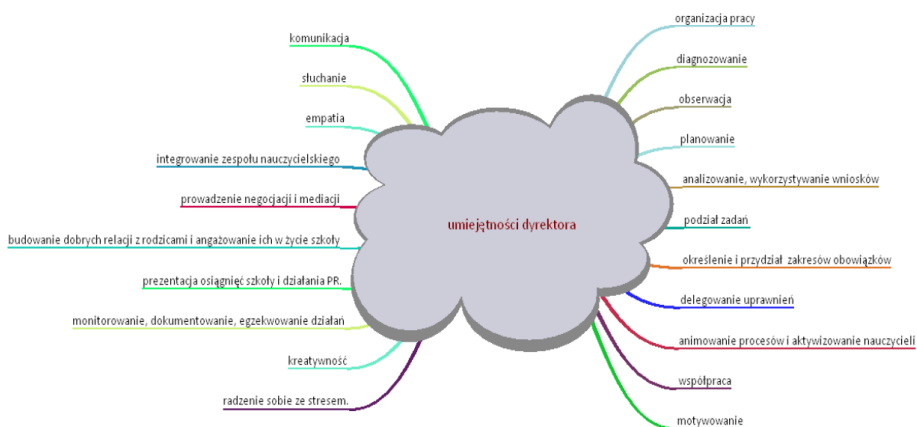 komunikacja
słuchanie
empatia
integrowanie zespołu nauczycielskiego
prowadzenie negocjacji i mediacji
budowanie dobrych relacji z rodzicami i angażowanie ich w życie szkoły
prezentacja osiągnięć szkoły i działania PR.
monitorowanie, dokumentowanie, egzekwowanie działań
kreatywność
radzenie sobie ze stresem.
umiejętności dyrektora
organizacja pracy
diagnozowanie
obserwacja
planowanie
analizowanie, wykorzystywanie wniosków
podział zadań
określenie i przydział zakresów obowiązków
delegowanie uprawnień
animowanie procesów i aktywizowanie nauczycieli
współpraca
motywowanie